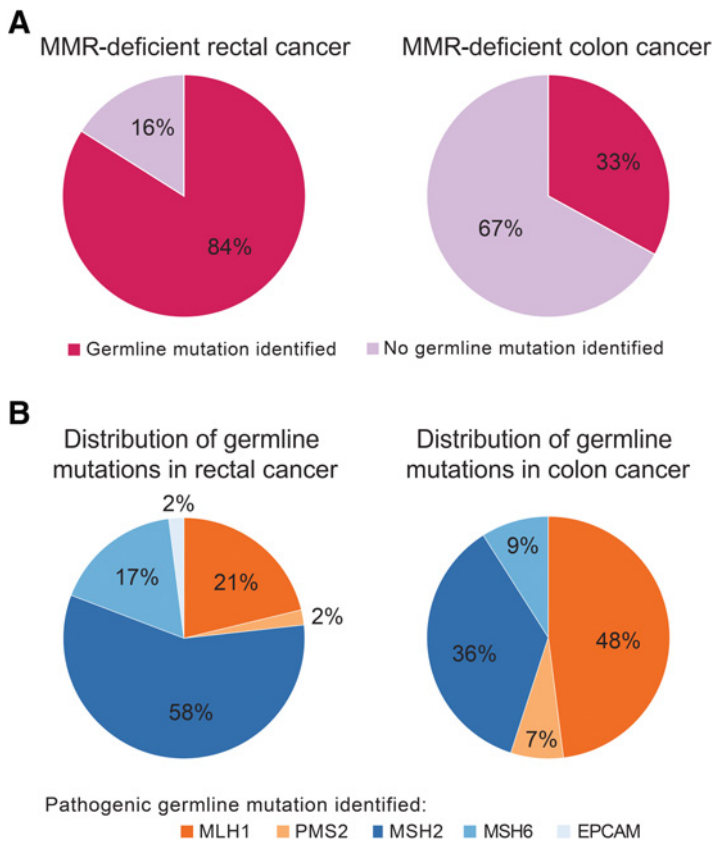 A
MMR-deficient rectal cancer
MMR-deficient colon cancer
16%
84%
33%
67%
Germline mutation identified
No germline mutation identified
B
Distribution of germline
mutations in rectal cancer
Distribution of germline
mutations in colon cancer
2%
17%
21%
2%
58%
9%
48%
36%
7%
Pathogenic germline mutation identified:
MLH1
PMS2
MSH2
MSH6
EPCAM